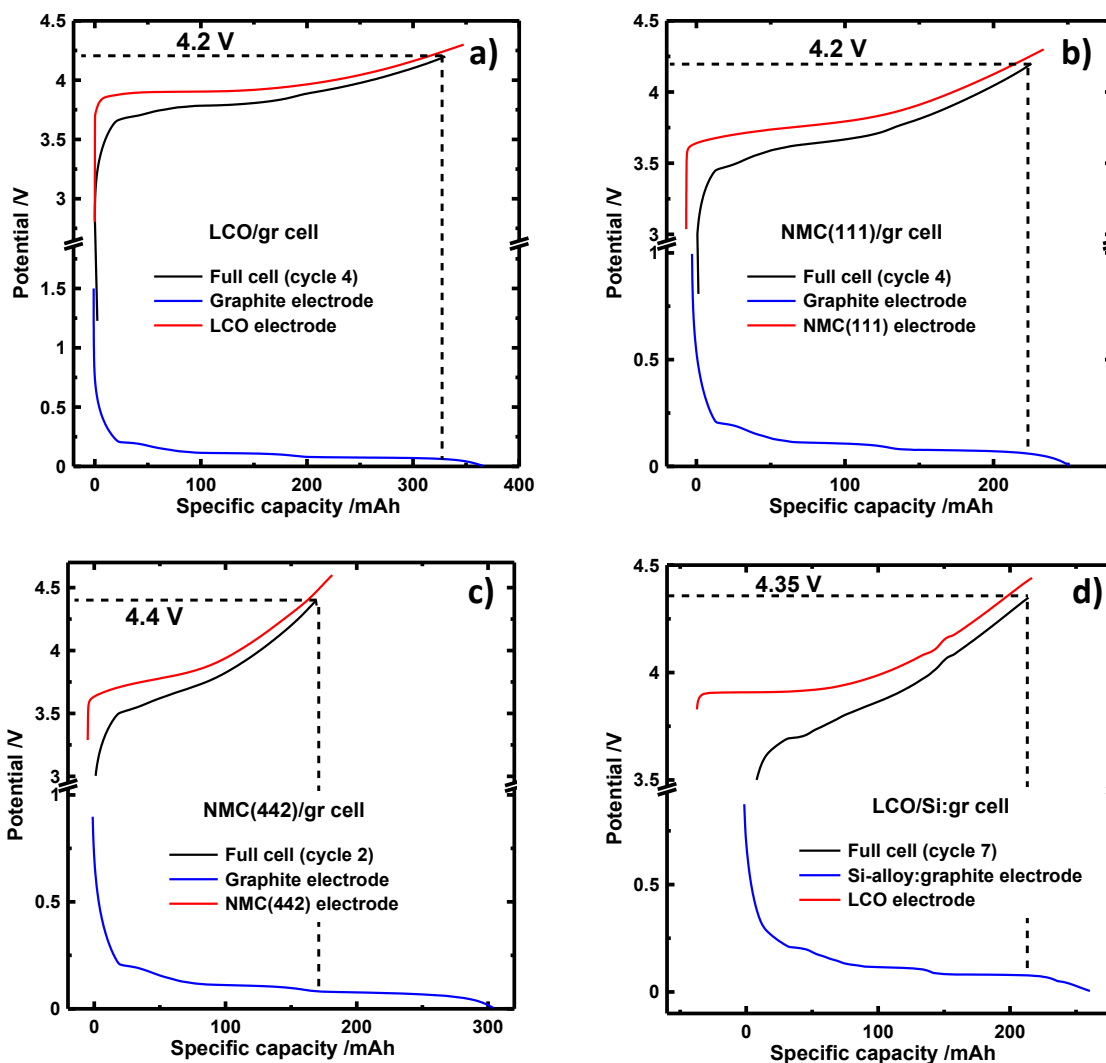 a)
4.2 V
4.5
4
3.5
3
1.5
1
0.5
0
Potential /V
LCO/gr cell
Full cell (cycle 4)
Graphite electrode
LCO electrode
0 100 200 300 400
Specific capacity /mAh
b)
4.2 V
4.5
4
3.5
3
1
0.5
0
Potential /V
NMC(111)/gr cell
Full cell (cycle 4)
Graphite electrode
NMC(111) electrode
0 100 200
Specific capacity /mAh
c)
4.4 V
4.5
4
3.5
3
1
0.5
0
Potential /V
NMC(442)/gr cell
Full cell (cycle 2)
Graphite electrode
NMC(442) electrode
0 100 200 300
Specific capacity /mAh
d)
4.35 V
4.5
4
3.5
0.5
0
Potential /V
LCO/Si:gr cell
Full cell (cycle 7)
Si-alloy:graphite electrode
LCO electrode
0 100 200
Specific capacity /mAh